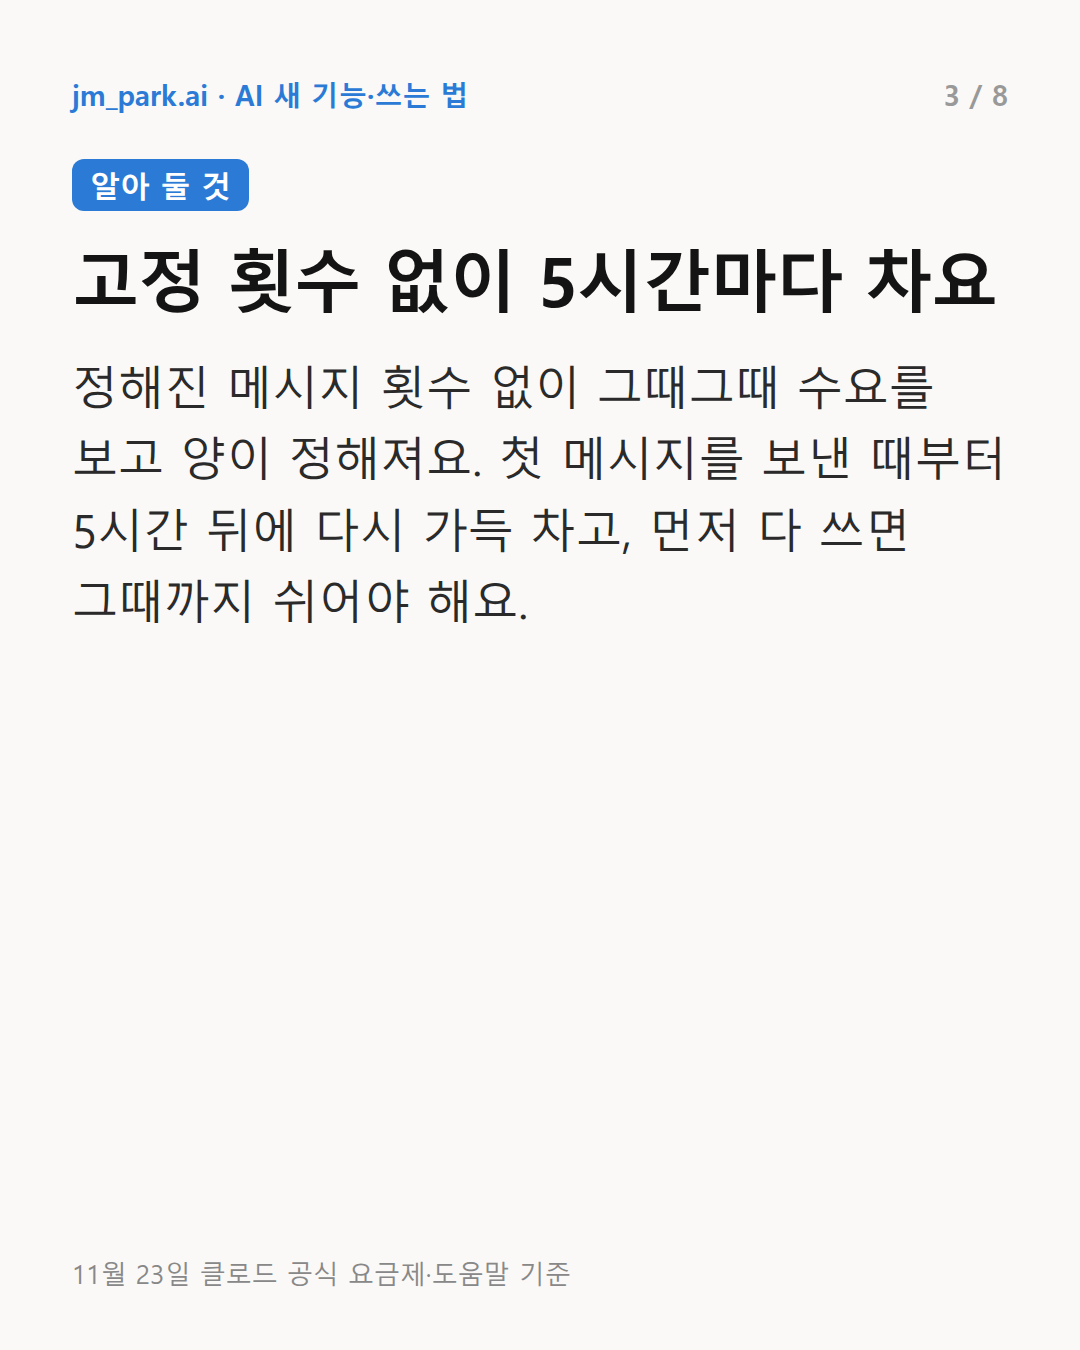 jm_park.ai · AI 새 기능·쓰는 법
3 / 8
알아 둘 것
고정 횟수 없이 5시간마다 차요
정해진 메시지 횟수 없이 그때그때 수요를
보고 양이 정해져요. 첫 메시지를 보낸 때부터
5시간 뒤에 다시 가득 차고, 먼저 다 쓰면
그때까지 쉬어야 해요.
11월 23일 클로드 공식 요금제·도움말 기준